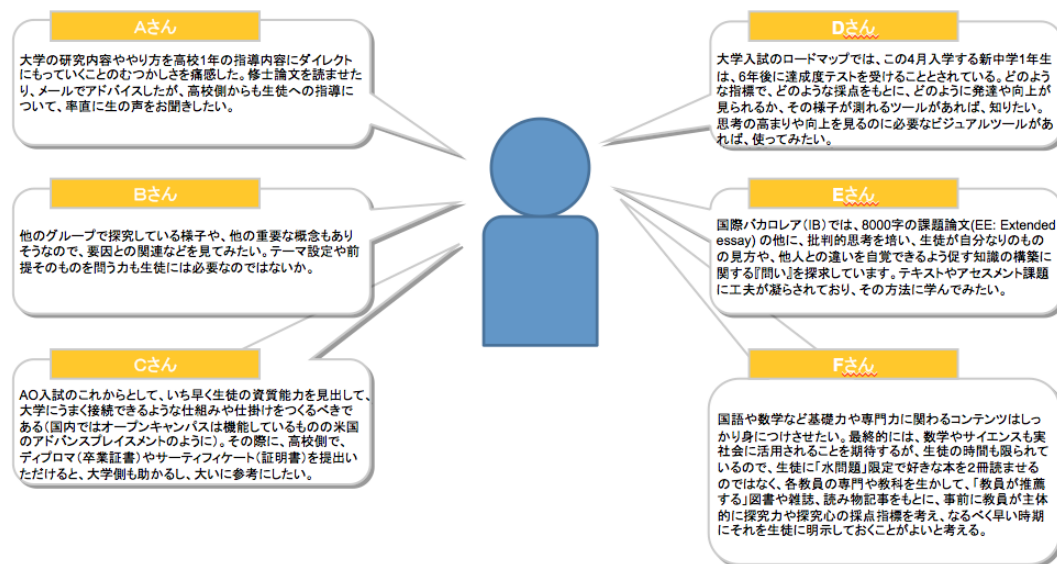 Aさん
大学の研究内容ややり方を高校1年の指導内容にダイレクト
にもっていくことのむつかしさを痛感した。修士論文を読ませた
り、メールでアドバイスしたが、高校側からも生徒への指導に
ついて、率直に生の声をお聞きしたい。
Bさん
他のグループで探究している様子や、他の重要な概念もあり
そうなので、要因との関連などを見てみたい。テーマ設定や前
提そのものを問う力も生徒には必要なのではないか。
Cさん
AO入試のこれからとして、いち早く生徒の資質能力を見出して、
大学にうまく接続できるような仕組みや仕掛けをつくるべきで
ある(国内ではオープンキャンパスは機能しているものの米国
のアドバンスプレイスメントのように)。その際に、高校側で、
ディプロマ(卒業証書)やサーティフィケート(証明書)を提出い
ただけると、大学側も助かるし、大いに参考にしたい。
Dさん
大学入試のロードマップでは、この4月入学する新中学1年生
は、6年後に達成度テストを受けることとされている。どのよう
な指標で、どのような採点をもとに、どのように発達や向上が
見られるか、その様子が測れるツールがあれば、知りたい。
思考の高まりや向上を見るのに必要なビジュアルツールがあ
れば、使ってみたい。
Eさん
国際バカロレア(IB)では、8000字の課題論文(EE: Extended
essay) の他に、批判的思考を培い、生徒が自分なりのもの
の見方や、他人との違いを自覚できるよう促す知識の構築に
関する『問い』を探求しています。テキストやアセスメント課題
に工夫が凝らされており、その方法に学んでみたい。
Fさん
国語や数学など基礎力や専門力に関わるコンテンツはしっ
かり身につけさせたい。最終的には、数学やサイエンスも実
社会に活用されることを期待するが、生徒の時間も限られて
いるので、生徒に「水問題」限定で好きな本を2冊読ませる
のではなく、各教員の専門や教科を生かして、「教員が推薦
する」図書や雑誌、読み物記事をもとに、事前に教員が主体
的に探究力や探究心の採点指標を考え、なるべく早い時期
にそれを生徒に明示しておくことがよいと考える。